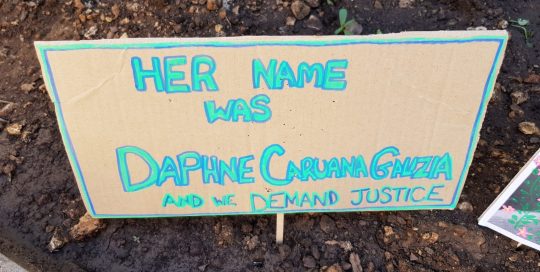 HER NAME
WAS
DAPHNE CARUANA GALIZIA
AND WE DEMAND JUSTICE